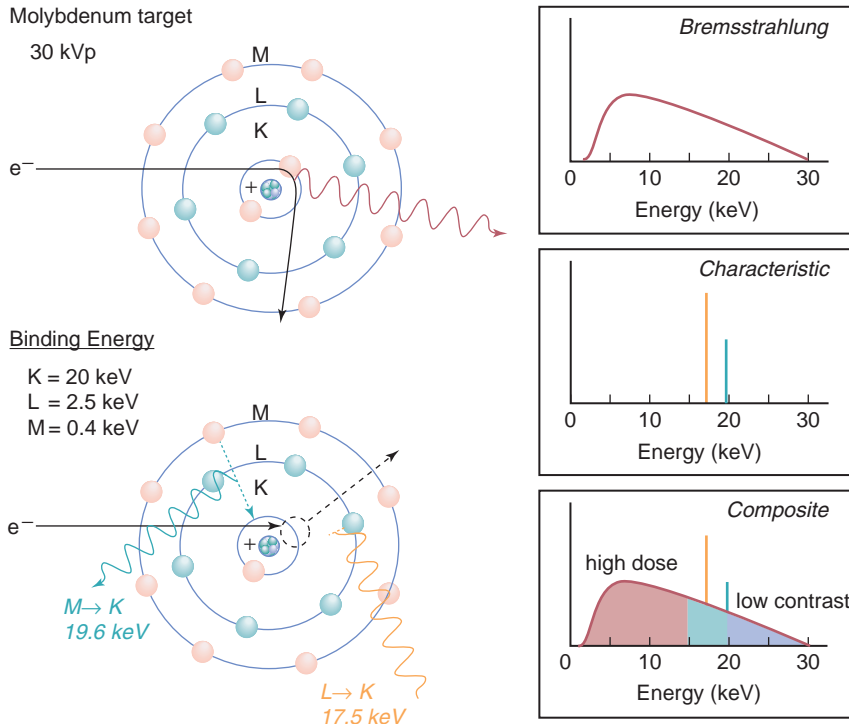 Molybdenum target
30 kVp
M
L
K
e–
+
Binding Energy
K = 20 keV
L = 2.5 keV
M = 0.4 keV
M
L
K
e–
+
M→ K
19.6 keV
L→ K
17.5 keV
Bremsstrahlung
0 10 20 30
Energy (keV)
Characteristic
0 10 20 30
Energy (keV)
Composite
high dose
low contrast
0 10 20 30
Energy (keV)